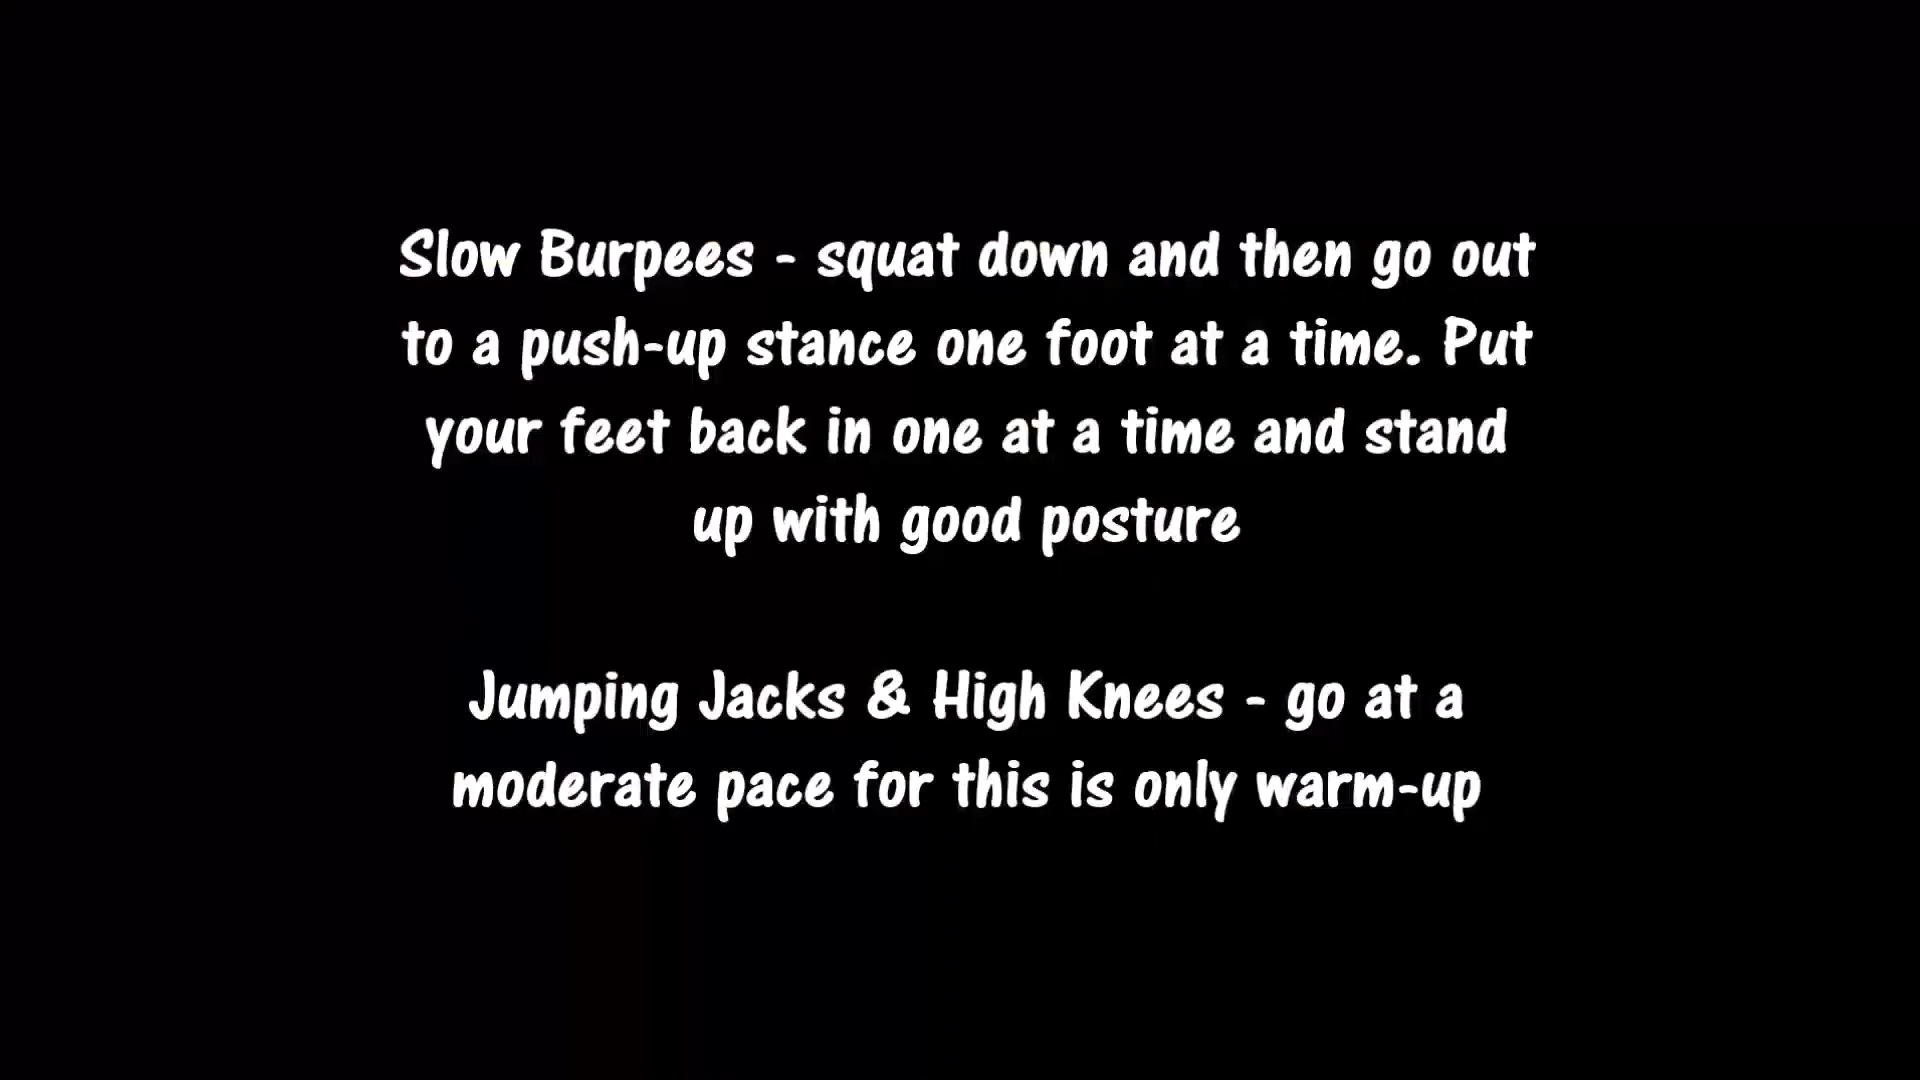 Slow Burpees - squat down and then go out
to a push-up stance one foot at a time. Put
your feet back in one at a time and stand
up with good posture
Jumping Jacks & High Knees - go at a
moderate pace for this is only warm-up